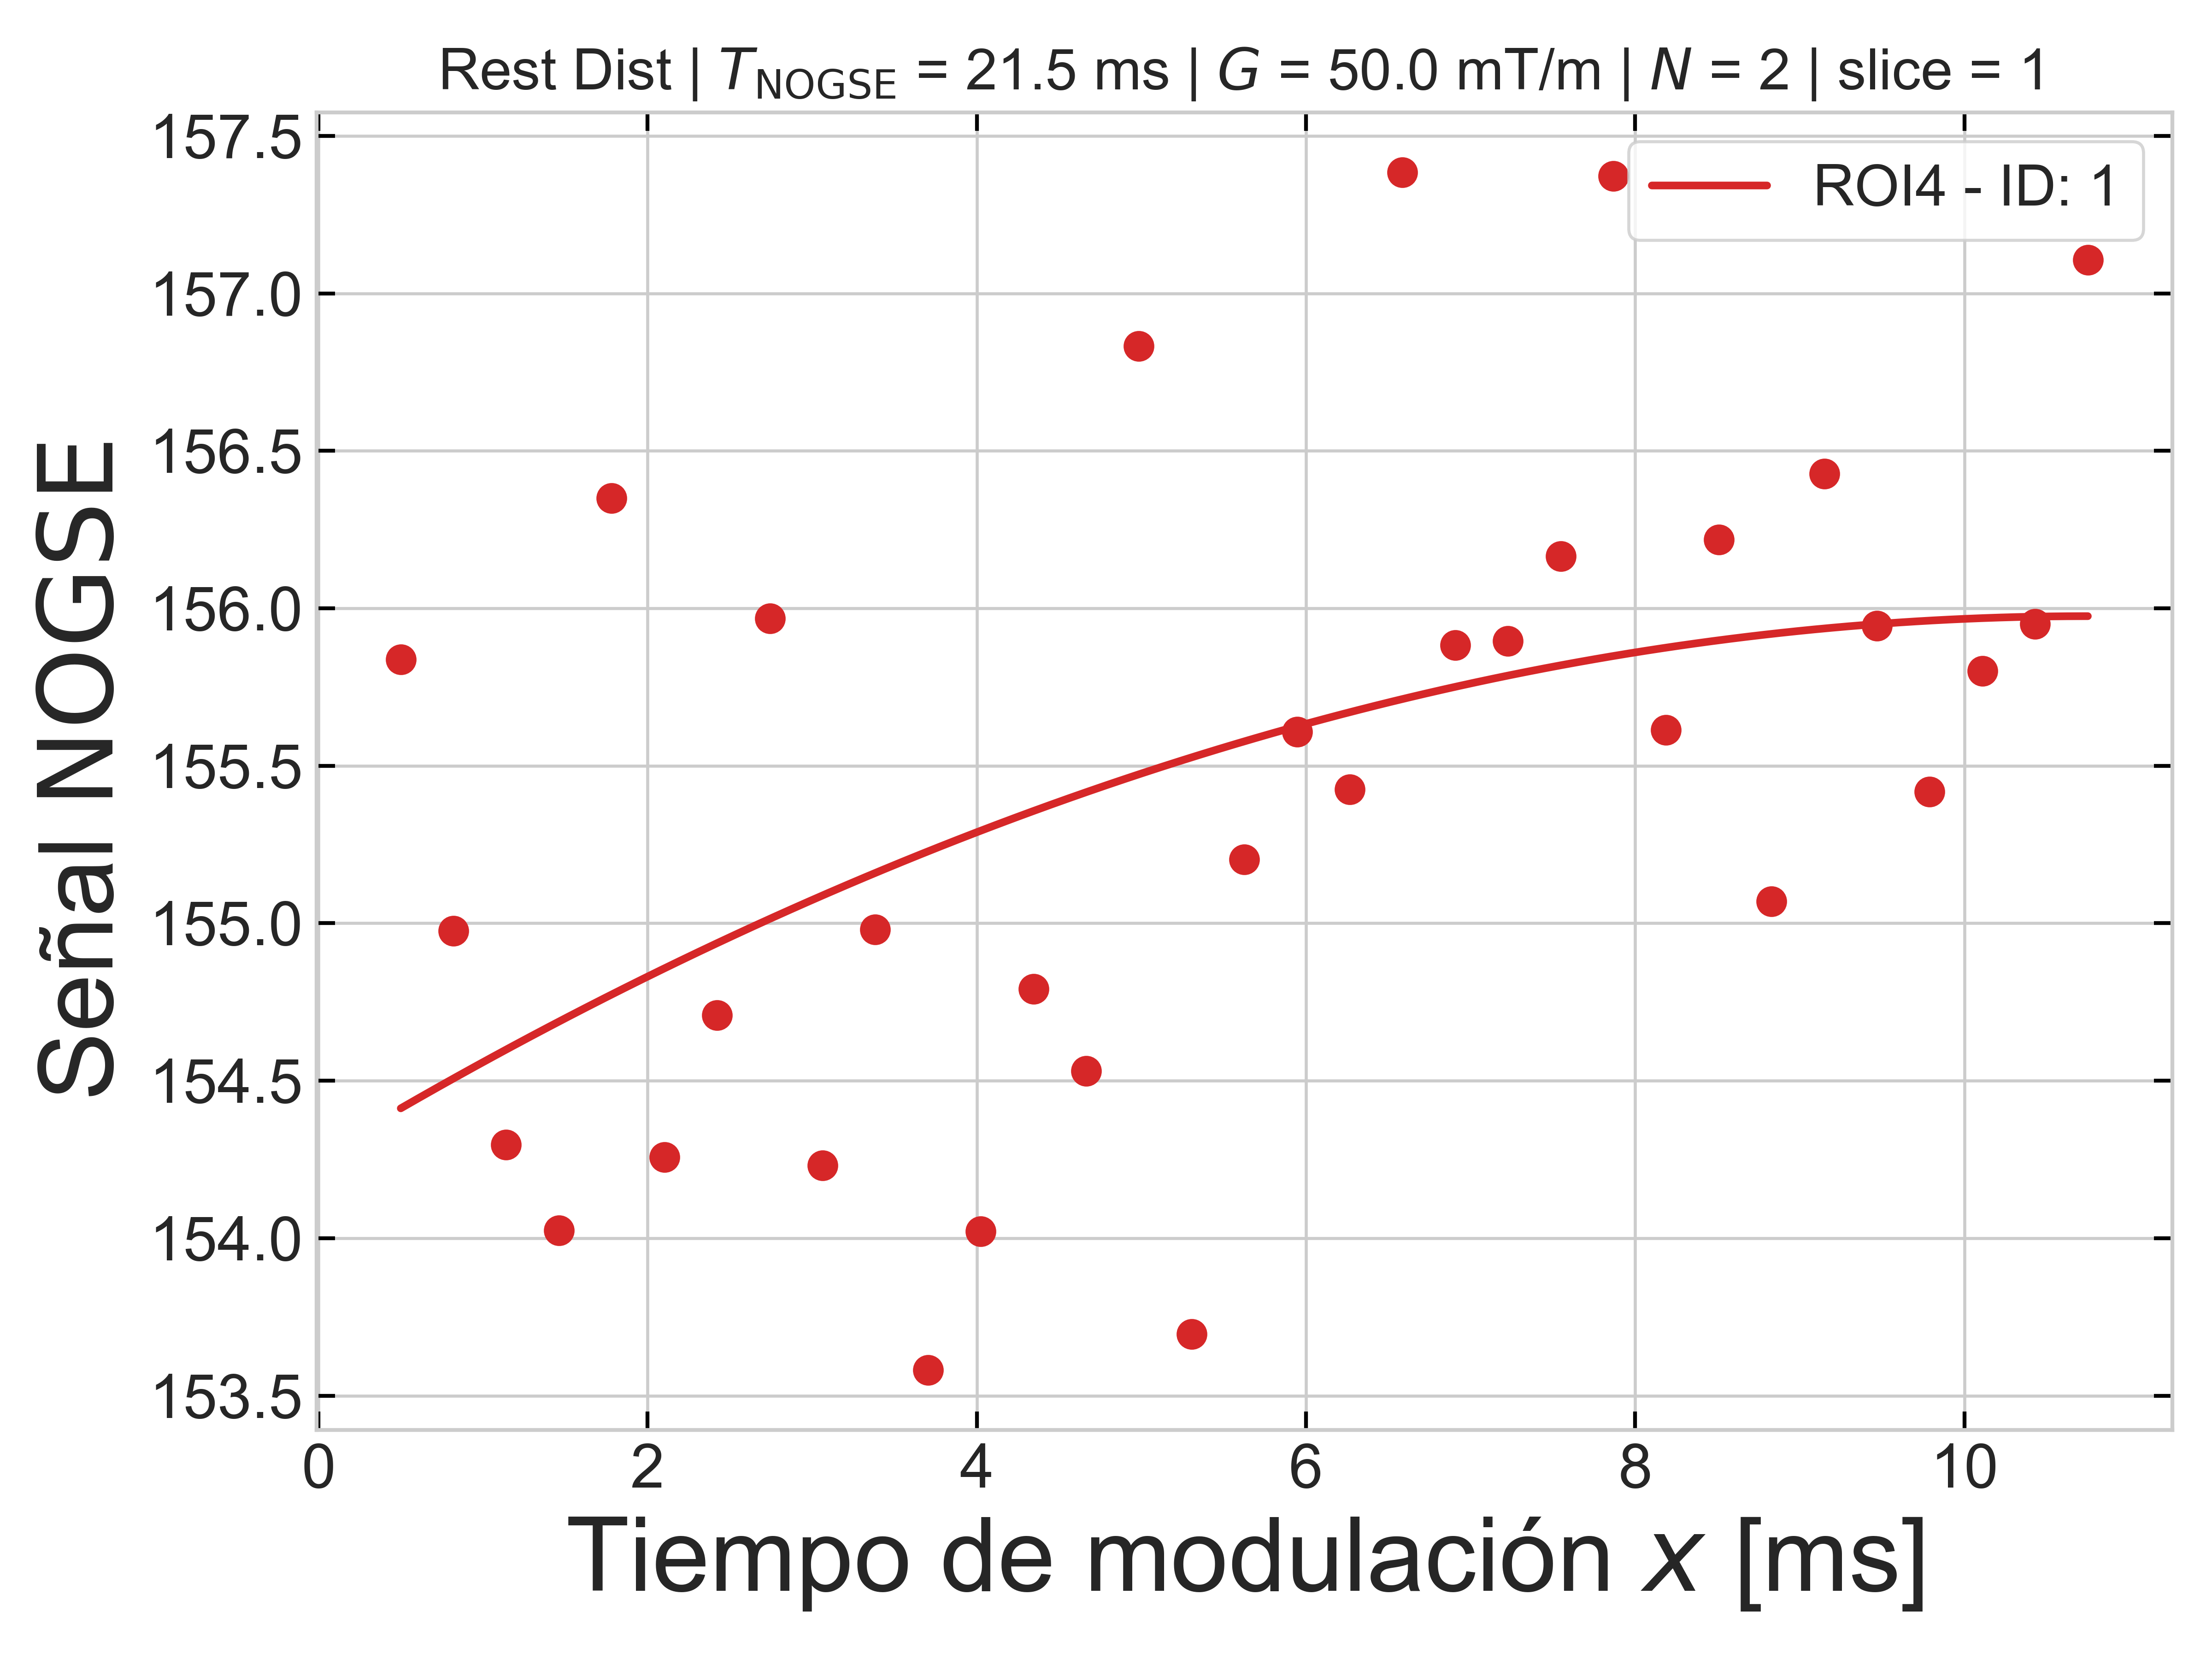 Rest Dist | T_NOGSE = 21.5 ms | G = 50.0 mT/m | N = 2 | slice = 1
157.5
157.0
156.5
156.0
155.5
155.0
154.5
154.0
153.5
Señal NOGSE
ROI4 - ID: 1
0 2 4 6 8 10
Tiempo de modulación x [ms]